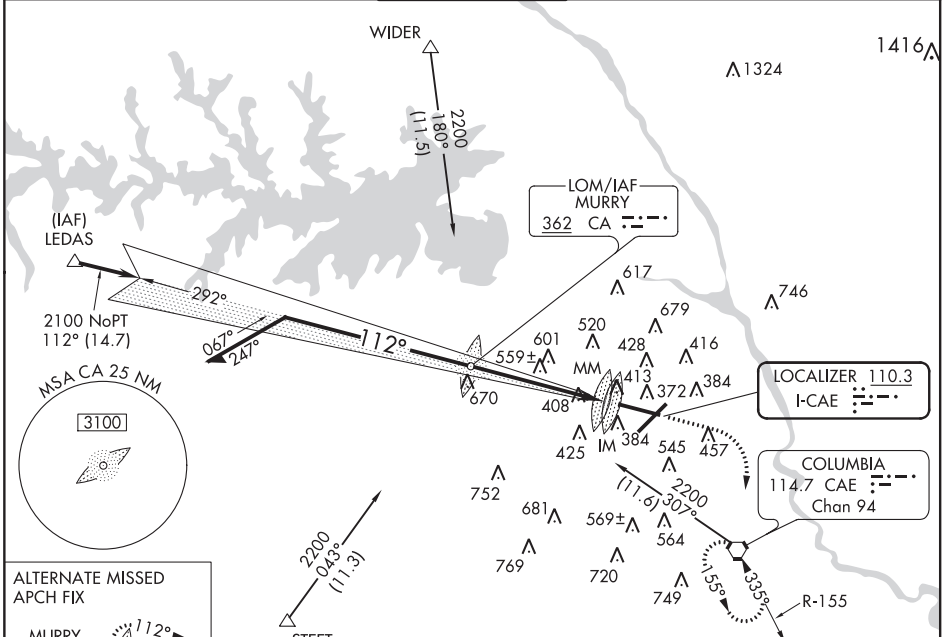 WIDER
1416
1324
2200
180°
(11.5)
LOM/IAF
MURRY
362 CA
(IAF)
LEDAS
292°
2100 NoPT
112° (14.7)
067°
247°
112°
617
746
679
520
601
559±
428
416
MM
413
372
384
670
408
LOCALIZER 110.3
I-CAE
MSA CA 25 NM
3100
425
IM
384
545
457
COLUMBIA
114.7 CAE
Chan 94
752
2200
307°
(11.6)
681
569±
564
2200
043°
(11.3)
769
720
749
155°
335°
R-155
ALTERNATE MISSED
APCH FIX
MURRY
112°